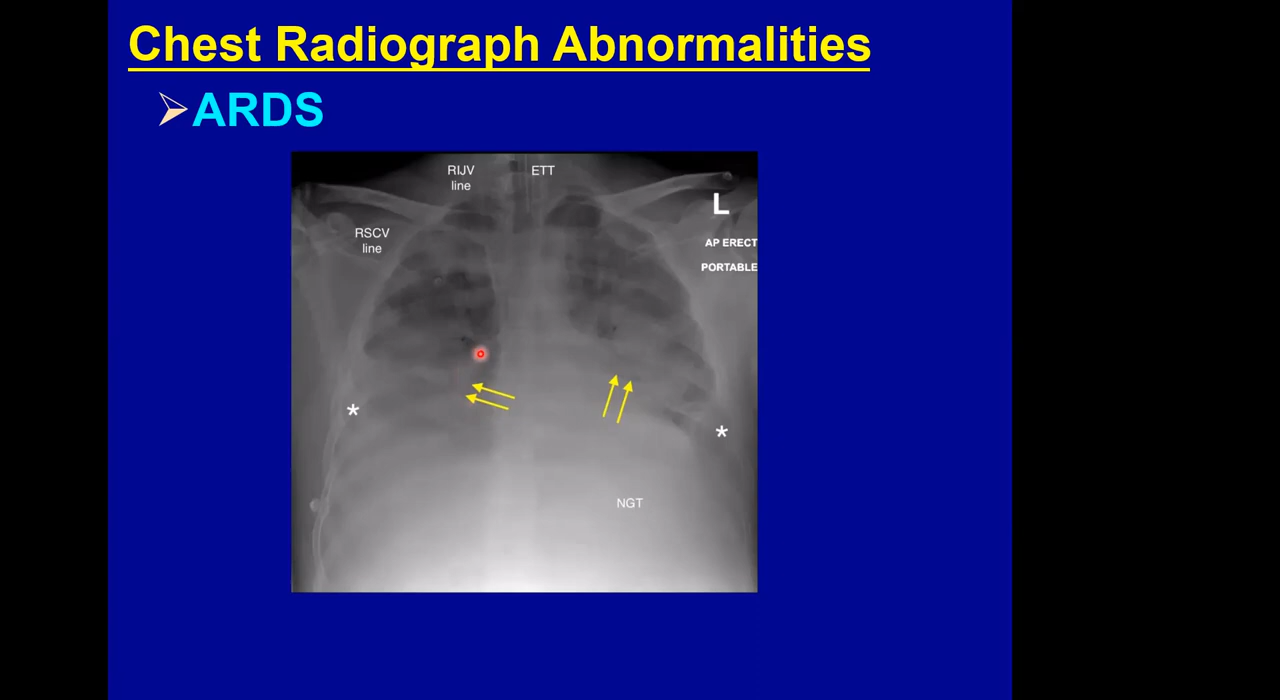 Chest Radiograph Abnormalities
ARDS
RIJV
line
ETT
L
RSCV
line
AP ERECT
PORTABLE
*
*
NGT